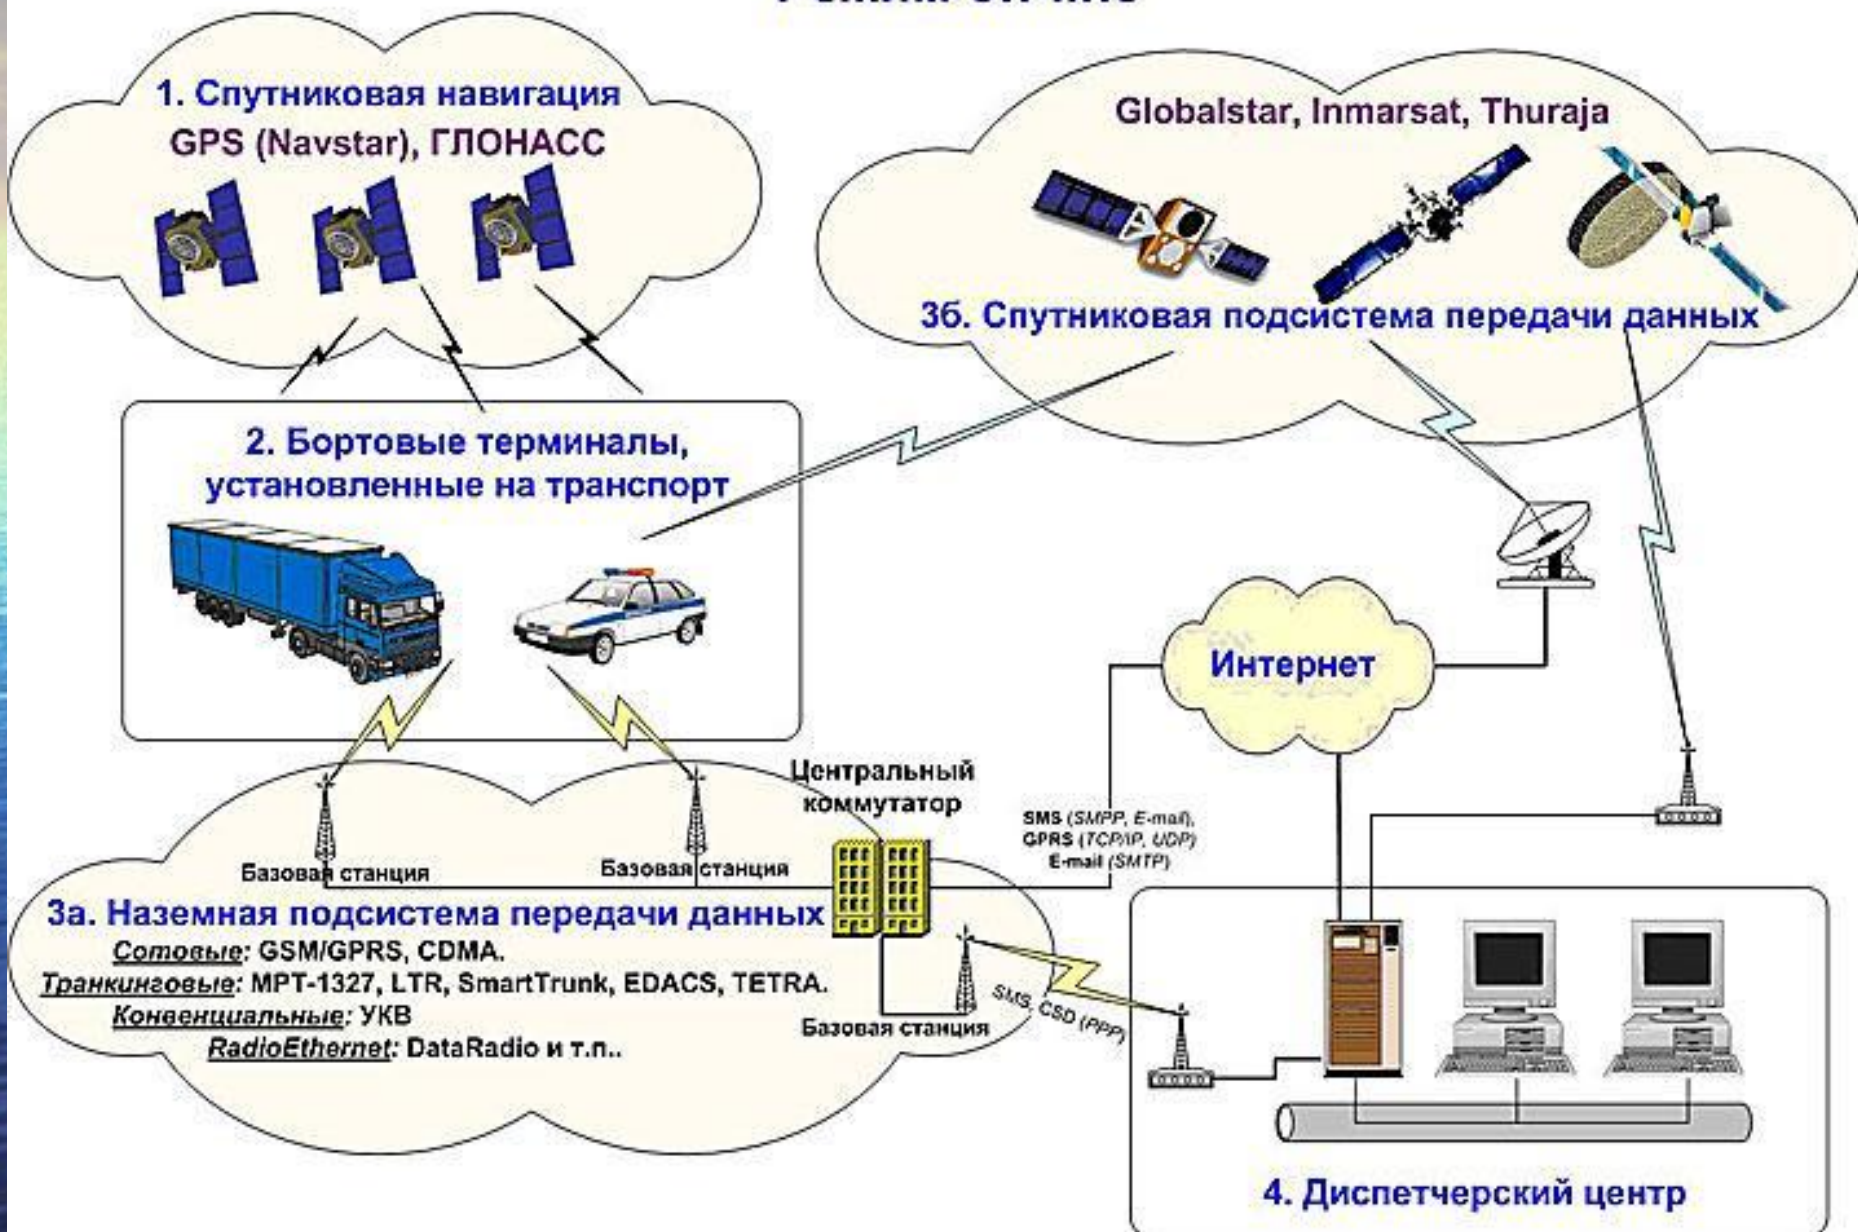 1. Спутниковая навигация
GPS (Navstar), ГЛОНАСС
Globalstar, Inmarsat, Thuraja
3б. Спутниковая подсистема передачи данных
2. Бортовые терминалы,
установленные на транспорт
Интернет
Центральный
коммутатор
SMS (SMPP, E-mail),
GPRS (TCP/IP, UDP)
E-mail (SMTP)
Базовая станция
Базовая станция
3а. Наземная подсистема передачи данных
Сотовые: GSM/GPRS, CDMA.
Транкинговые: MPT-1327, LTR, SmartTrunk, EDACS, TETRA.
Конвенциальные: УКВ
RadioEthernet: DataRadio и т.п..
Базовая станция
SMS, CSD (PPP)
4. Диспетчерский центр